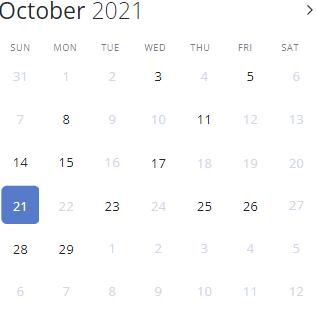 October 2021
SUN MON TUE WED THU FRI SAT
31 1 2 3 4 5 6
7 8 9 10 11 12 13
14 15 16 17 18 19 20
21 22 23 24 25 26 27
28 29 1 2 3 4 5
6 7 8 9 10 11 12